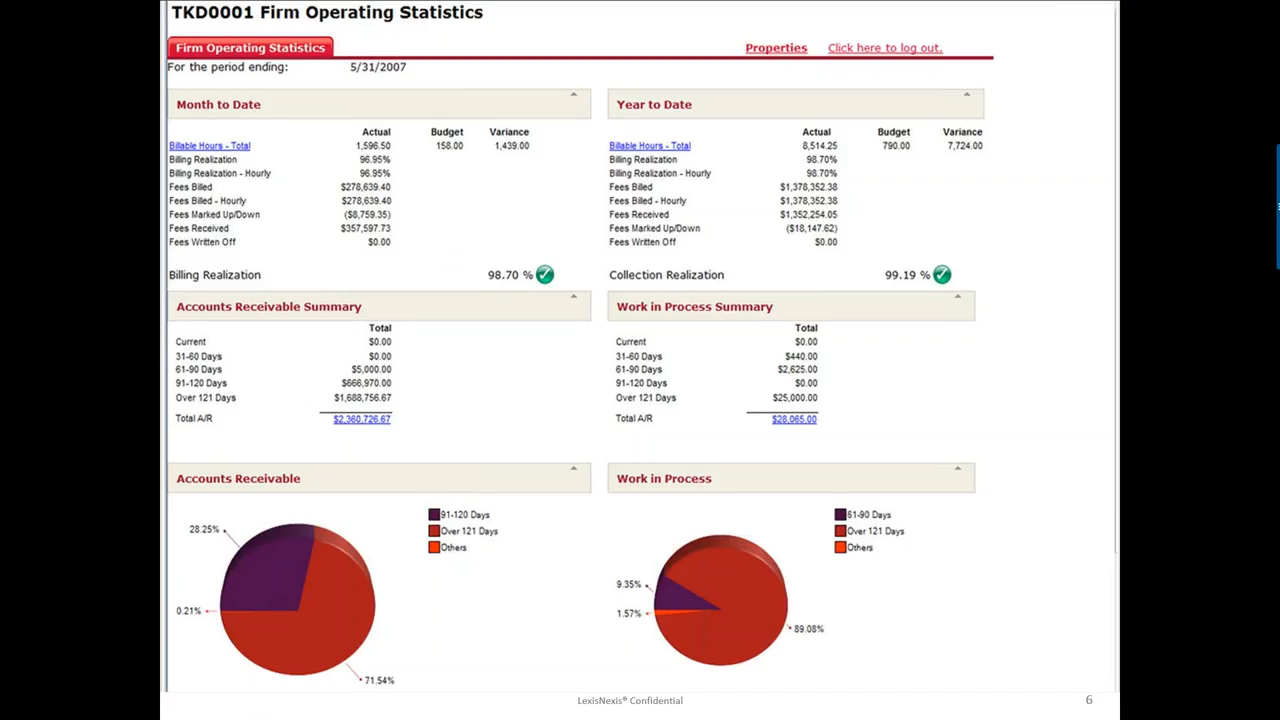 TKD0001 Firm Operating Statistics
Firm Operating Statistics Properties Click here to log out.
For the period ending: 5/31/2007
Month to Date
Actual Budget Variance
Billable Hours - Total 1,596.50 158.00 1,439.00
Billing Realization 96.95%
Billing Realization - Hourly 96.95%
Fees Billed $278,639.40
Fees Billed - Hourly $278,639.40
Fees Marked Up/Down ($8,759.35)
Fees Received $357,597.73
Fees Written Off $0.00
Billing Realization 98.70 %
Year to Date
Actual Budget Variance
Billable Hours - Total 8,514.25 790.00 7,724.00
Billing Realization 98.70%
Billing Realization - Hourly 98.70%
Fees Billed $1,378,352.38
Fees Billed - Hourly $1,378,352.38
Fees Received $1,352,254.05
Fees Marked Up/Down ($18,147.62)
Fees Written Off $0.00
Collection Realization 99.19 %
Accounts Receivable Summary
Total
Current $0.00
31-60 Days $0.00
61-90 Days $5,000.00
91-120 Days $666,970.00
Over 121 Days $1,688,756.67
Total A/R $2,360,726.67
Work in Process Summary
Total
Current $0.00
31-60 Days $440.00
61-90 Days $2,625.00
91-120 Days $0.00
Over 121 Days $25,000.00
Total A/R $28,065.00
Accounts Receivable
91-120 Days
Over 121 Days
Others
28.25%
0.21%
71.54%
Work in Process
61-90 Days
Over 121 Days
Others
9.35%
1.57%
89.08%
LexisNexis® Confidential 6